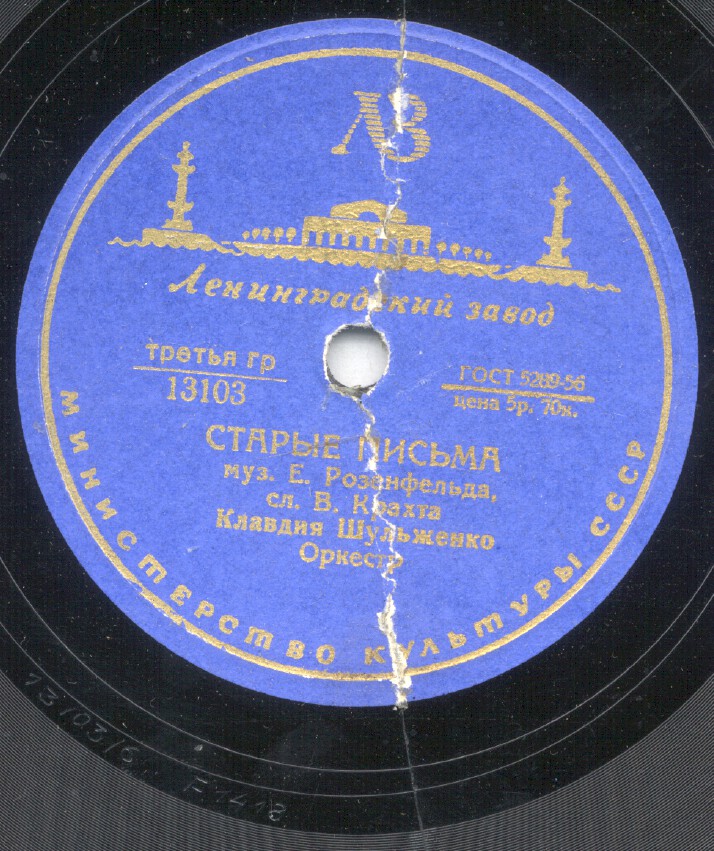 ЛЗ
Ленинградский завод
третья гр
13103
ГОСТ 5289-56
цена 5р. 70к.
СТАРЫЕ ПИСЬМА
муз. Е. Розенфельда,
сл. В. Крахта
Клавдия Шульженко
Оркестр
МИНИСТЕРСТВО КУЛЬТУРЫ СССР